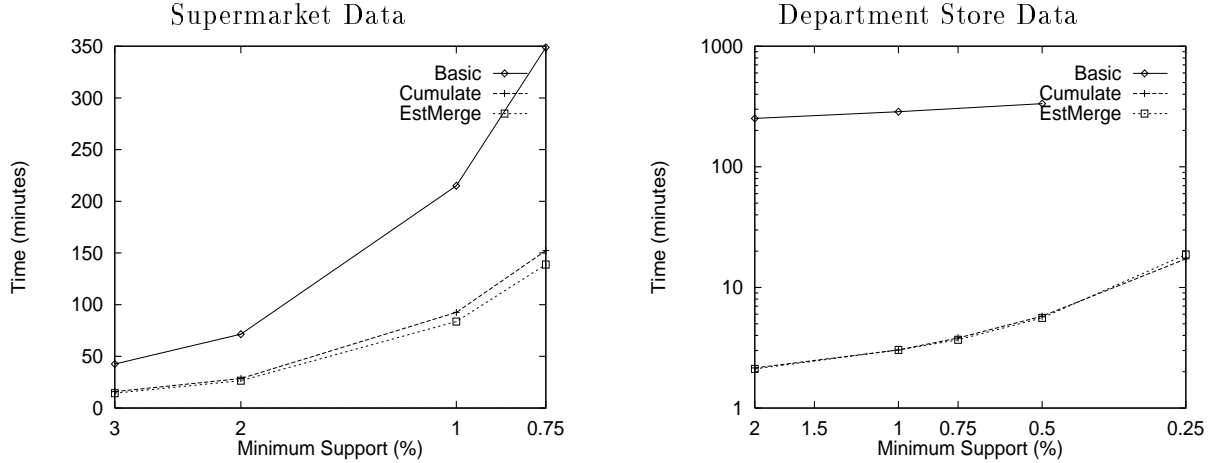 Supermarket Data
350
300
250
200
150
100
50
0
Time (minutes)
Basic
Cumulate
EstMerge
3
2
1
0.75
Minimum Support (%)
Department Store Data
1000
100
10
1
Time (minutes)
Basic
Cumulate
EstMerge
2
1.5
1
0.75
0.5
0.25
Minimum Support (%)